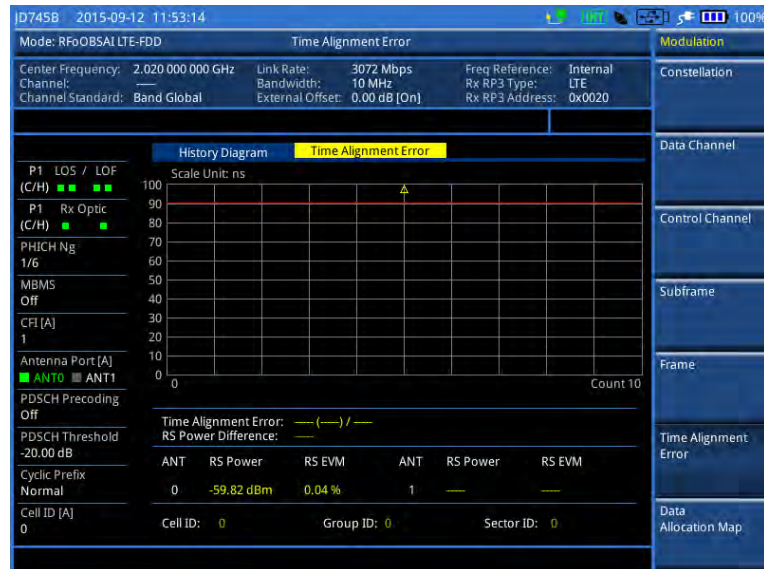 JD745B 2015-09-12 11:53:14 INT 100%
Mode: RFoOBSAI LTE-FDD Time Alignment Error
Center Frequency: 2.020 000 000 GHz Link Rate: 3072 Mbps Freq Reference: Internal
Channel: ---- Bandwidth: 10 MHz Rx RP3 Type: LTE
Channel Standard: Band Global External Offset: 0.00 dB [On] Rx RP3 Address: 0x0020
History Diagram Time Alignment Error
Scale Unit: ns
100
90
80
70
60
50
40
30
20
10
0
0 Count 10
P1 LOS / LOF
(C/H)
P1 Rx Optic
(C/H)
PHICH Ng
1/6
MBMS
Off
CFI [A]
1
Antenna Port [A]
ANT0 ANT1
PDSCH Precoding
Off
PDSCH Threshold
-20.00 dB
Cyclic Prefix
Normal
Cell ID [A]
0
Time Alignment Error: ---- (----) / ----
RS Power Difference: ----
ANT RS Power RS EVM ANT RS Power RS EVM
0 -59.82 dBm 0.04 % 1 ---- ----
Cell ID: 0 Group ID: 0 Sector ID: 0
Modulation
Constellation
Data Channel
Control Channel
Subframe
Frame
Time Alignment
Error
Data
Allocation Map